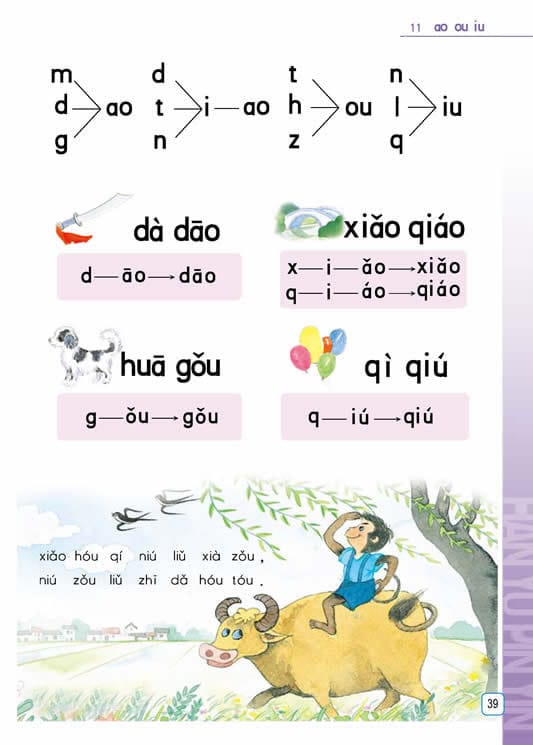 11 ao ou iu
m d t n
d ao t i ao h ou l iu
g n z q
dà dāo
d āo dāo
xiǎo qiáo
x i ǎo xiǎo
q i áo qiáo
huā gǒu
g ǒu gǒu
qì qiú
q iú qiú
xiǎo hóu qí niú liǔ xià zǒu,
niú zǒu liǔ zhī dǎ hóu tóu.
39
HAN YU PIN YIN